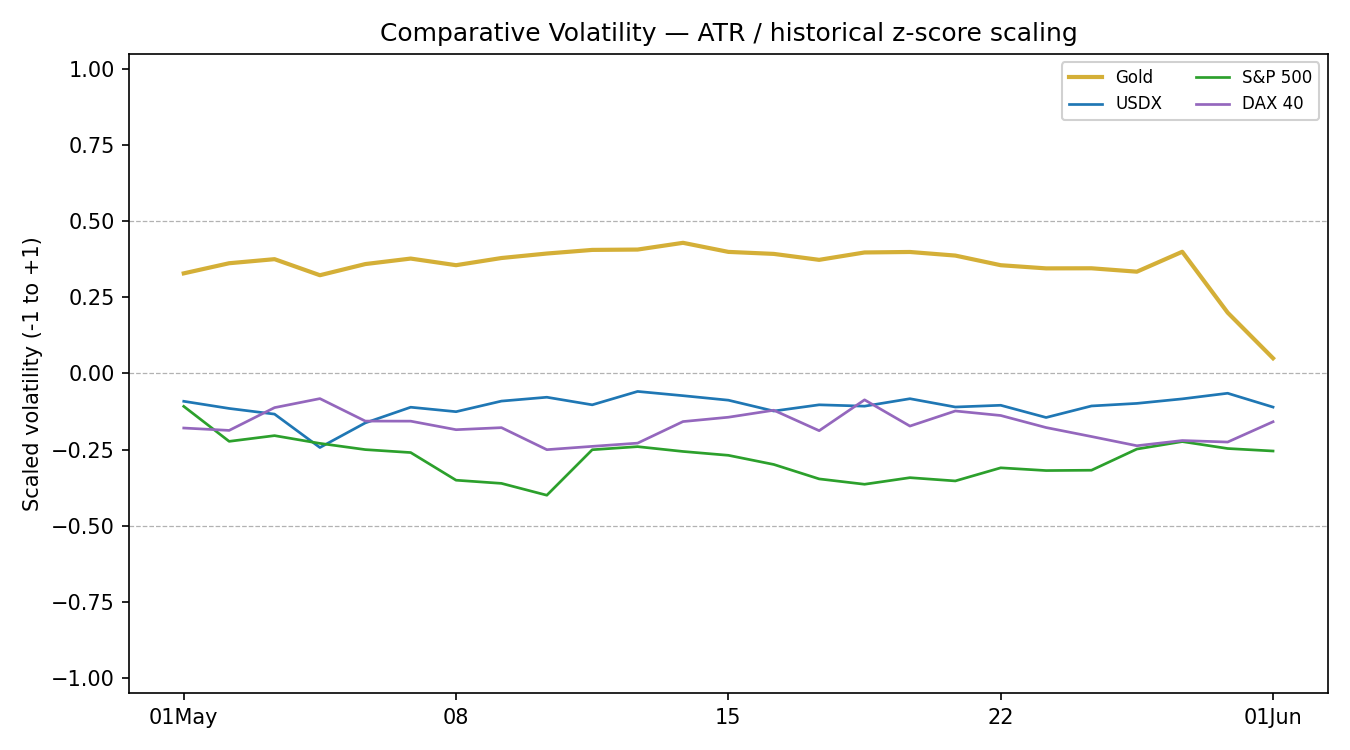 Comparative Volatility — ATR / historical z-score scaling
Gold
USDX
S&P 500
DAX 40
Scaled volatility (-1 to +1)
1.00
0.75
0.50
0.25
0.00
−0.25
−0.50
−0.75
−1.00
01May 08 15 22 01Jun